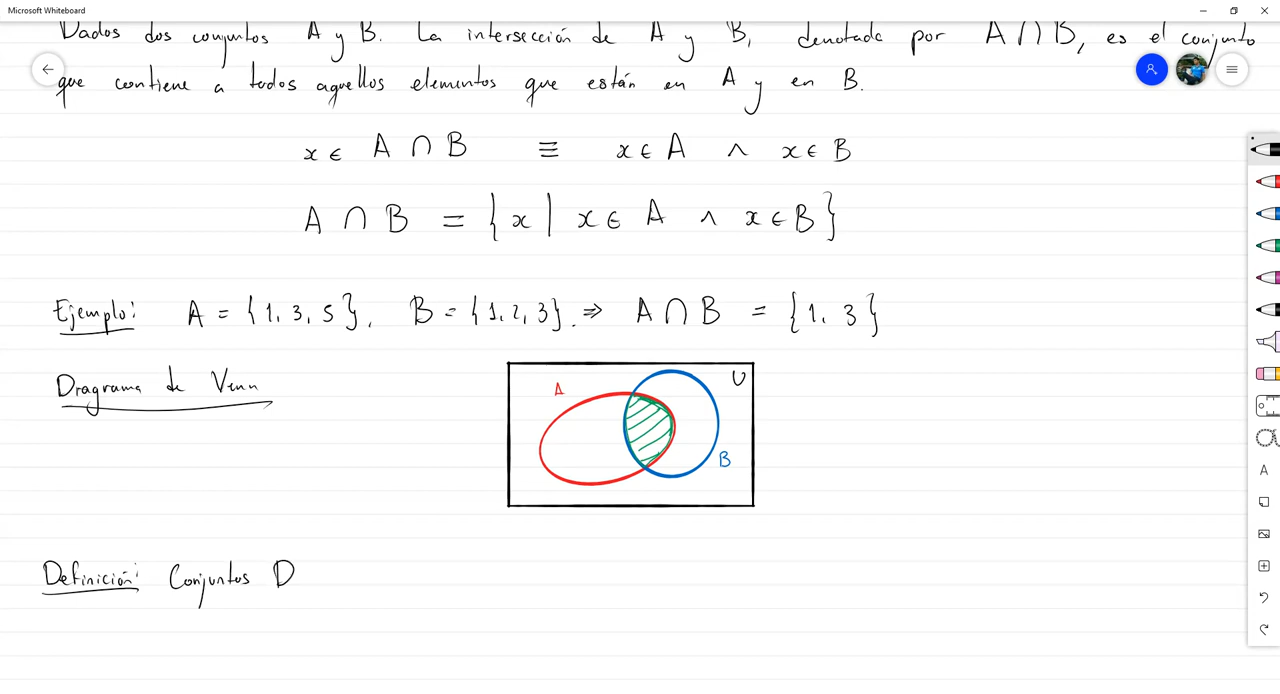 Microsoft Whiteboard
Dados dos conjuntos A y B. La intersección de A y B, denotada por A ∩ B, es el conjunto
que contiene a todos aquellos elementos que están en A y en B.
x ∈ A ∩ B ≡ x ∈ A ∧ x ∈ B
A ∩ B = { x | x ∈ A ∧ x ∈ B }
Ejemplo: A = {1, 3, 5}, B = {1, 2, 3}. ⇒ A ∩ B = {1, 3}
Diagrama de Venn
A
U
B
Definición: Conjuntos D
A